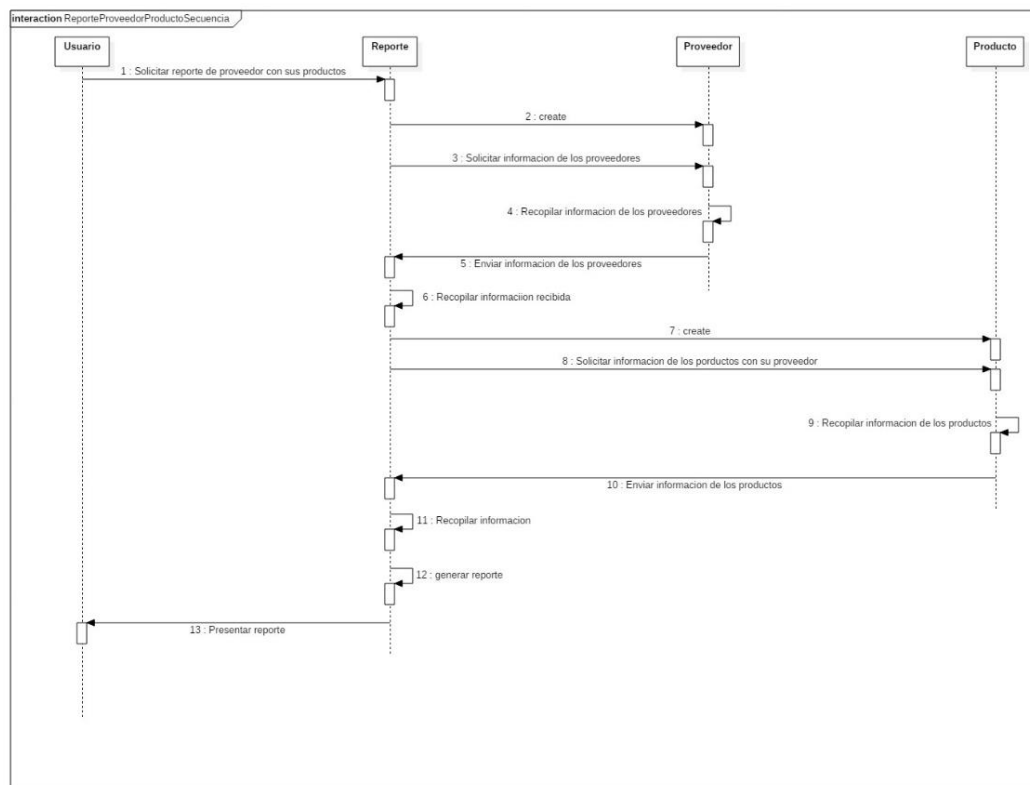 interaction ReporteProveedorProductoSecuencia
Usuario
Reporte
Proveedor
Producto
1 : Solicitar reporte de proveedor con sus productos
2 : create
3 : Solicitar informacion de los proveedores
4 : Recopilar informacion de los proveedores
5 : Enviar informacion de los proveedores
6 : Recopilar informaciion recibida
7 : create
8 : Solicitar informacion de los porductos con su proveedor
9 : Recopilar informacion de los productos
10 : Enviar informacion de los productos
11 : Recopilar informacion
12 : generar reporte
13 : Presentar reporte